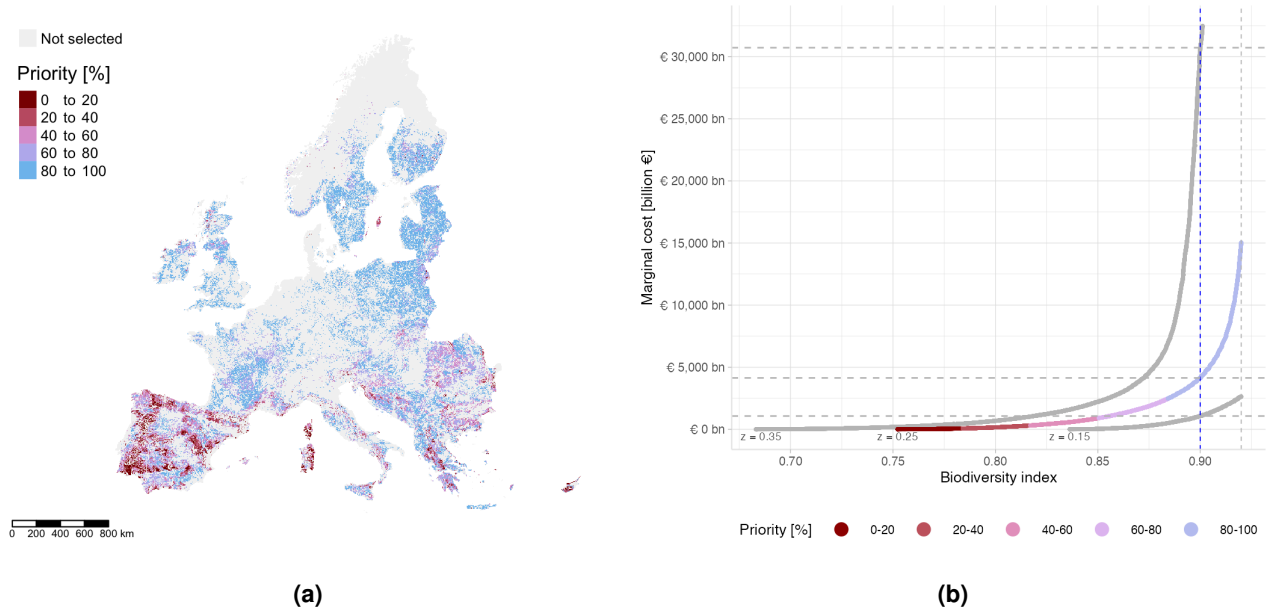 Not selected
Priority [%]
0 to 20
20 to 40
40 to 60
60 to 80
80 to 100
0 200 400 600 800 km
(a)
Marginal cost [billion €]
€ 30,000 bn
€ 25,000 bn
€ 20,000 bn
€ 15,000 bn
€ 10,000 bn
€ 5,000 bn
€ 0 bn
z = 0.35 z = 0.25 z = 0.15
0.70 0.75 0.80 0.85 0.90
Biodiversity index
Priority [%] 0-20 20-40 40-60 60-80 80-100
(b)